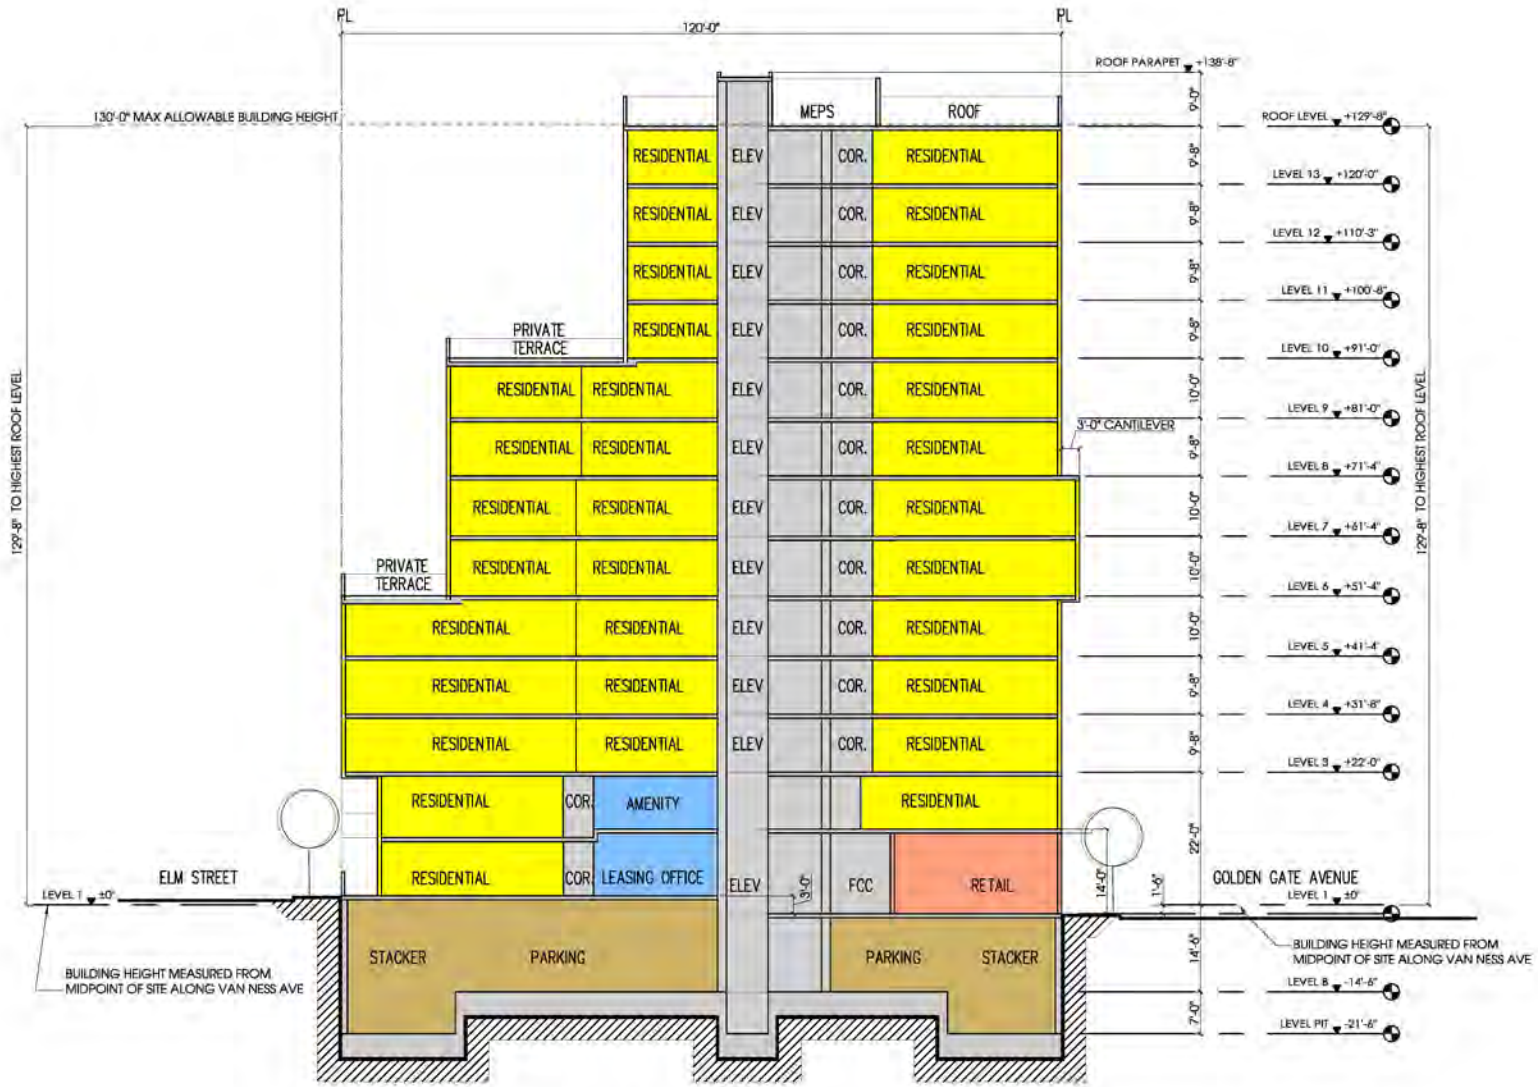 PL
PL
120'-0"
ROOF PARAPET +138'-8"
9'-0"
MEPS
ROOF
130'-0" MAX ALLOWABLE BUILDING HEIGHT
ROOF LEVEL +129'-8"
RESIDENTIAL ELEV COR. RESIDENTIAL
9'-8"
LEVEL 13 +120'-0"
RESIDENTIAL ELEV COR. RESIDENTIAL
9'-8"
LEVEL 12 +110'-3"
RESIDENTIAL ELEV COR. RESIDENTIAL
9'-8"
LEVEL 11 +100'-8"
PRIVATE
TERRACE
RESIDENTIAL ELEV COR. RESIDENTIAL
9'-8"
LEVEL 10 +91'-0"
RESIDENTIAL RESIDENTIAL ELEV COR. RESIDENTIAL
10'-0"
LEVEL 9 +81'-0"
3'-0" CANTILEVER
RESIDENTIAL RESIDENTIAL ELEV COR. RESIDENTIAL
9'-8"
LEVEL 8 +71'-4"
129'-8" TO HIGHEST ROOF LEVEL
129'-8" TO HIGHEST ROOF LEVEL
RESIDENTIAL RESIDENTIAL ELEV COR. RESIDENTIAL
10'-0"
LEVEL 7 +61'-4"
PRIVATE
TERRACE
RESIDENTIAL RESIDENTIAL ELEV COR. RESIDENTIAL
10'-0"
LEVEL 6 +51'-4"
RESIDENTIAL RESIDENTIAL ELEV COR. RESIDENTIAL
10'-0"
LEVEL 5 +41'-4"
RESIDENTIAL RESIDENTIAL ELEV COR. RESIDENTIAL
9'-8"
LEVEL 4 +31'-8"
RESIDENTIAL RESIDENTIAL ELEV COR. RESIDENTIAL
9'-8"
LEVEL 3 +22'-0"
RESIDENTIAL COR. AMENITY RESIDENTIAL
22'-0"
ELM STREET
RESIDENTIAL COR. LEASING OFFICE ELEV 3'-0" FCC RETAIL
14'-0"
1'-6"
GOLDEN GATE AVENUE
LEVEL 1 ±0"
LEVEL 1 ±0"
STACKER PARKING PARKING STACKER
14'-6"
BUILDING HEIGHT MEASURED FROM
MIDPOINT OF SITE ALONG VAN NESS AVE
BUILDING HEIGHT MEASURED FROM
MIDPOINT OF SITE ALONG VAN NESS AVE
LEVEL B -14'-6"
7'-0"
LEVEL PIT -21'-6"